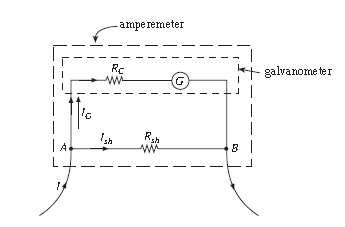 amperemeter
galvanometer
R_C
G
I_G
I_sh
R_sh
A
B
I